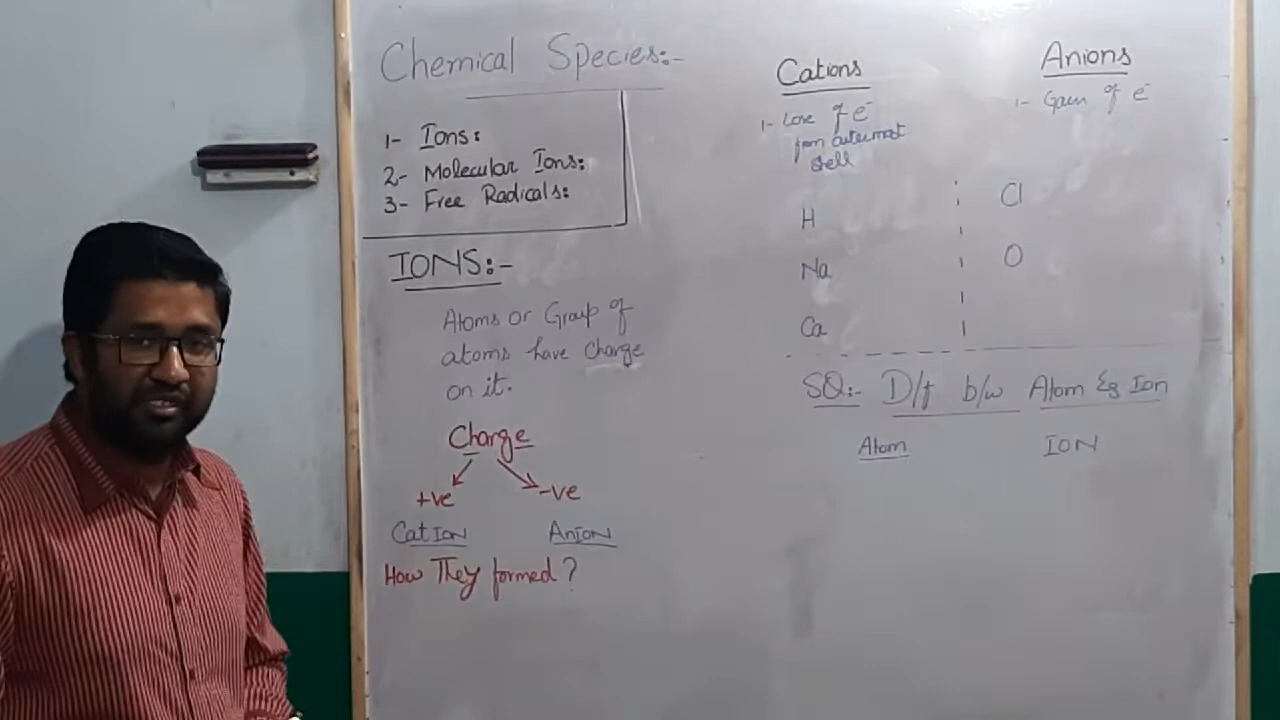 Chemical Species:-
1- Ions:
2- Molecular Ions:
3- Free Radicals:
IONS:-
Atoms or Group of
atoms have charge
on it.
Charge
+ve -ve
CatION AnION
How They formed?
Cations
1- Lose of e-
from outermost
shell
H
Na
Ca
Anions
1- Gain of e-
Cl
O
SQ:- D/f b/w Atom & Ion
Atom ION